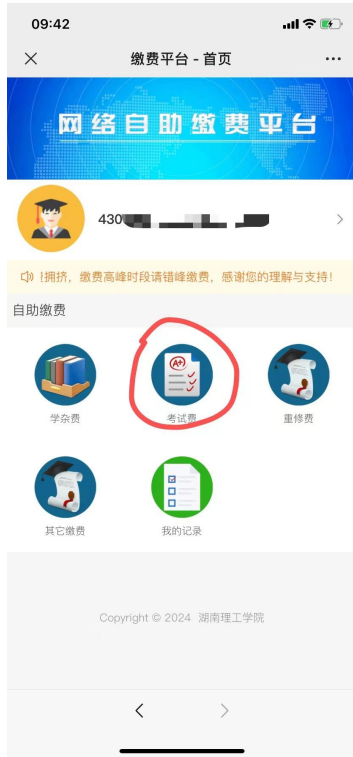 09:42
缴费平台 - 首页
网络自助缴费平台
430
拥挤，缴费高峰时段请错峰缴费，感谢您的理解与支持！
自助缴费
A+
学杂费
考试费
重修费
其它缴费
我的记录
Copyright © 2024 湖南理工学院